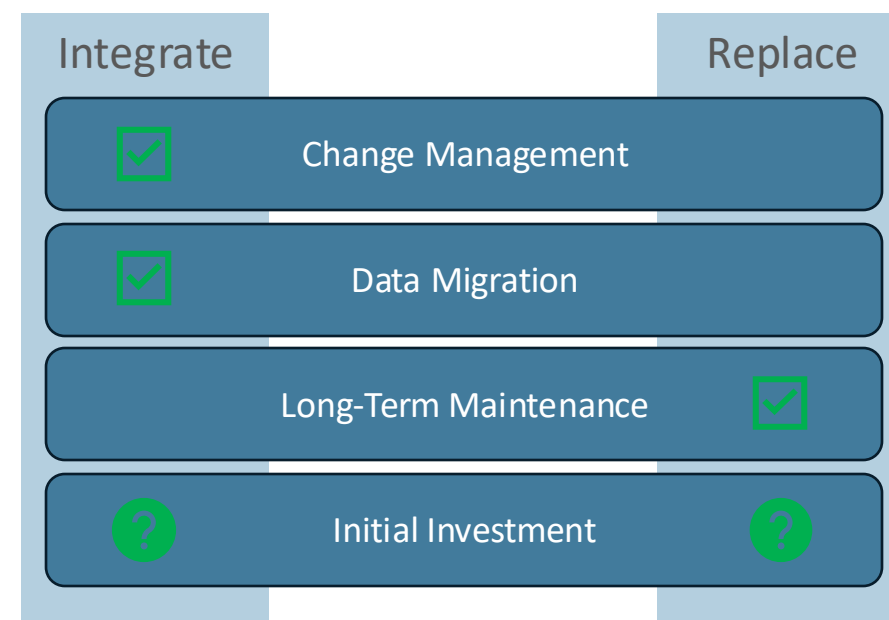 Integrate
Replace
Change Management
Data Migration
Long-Term Maintenance
? Initial Investment ?